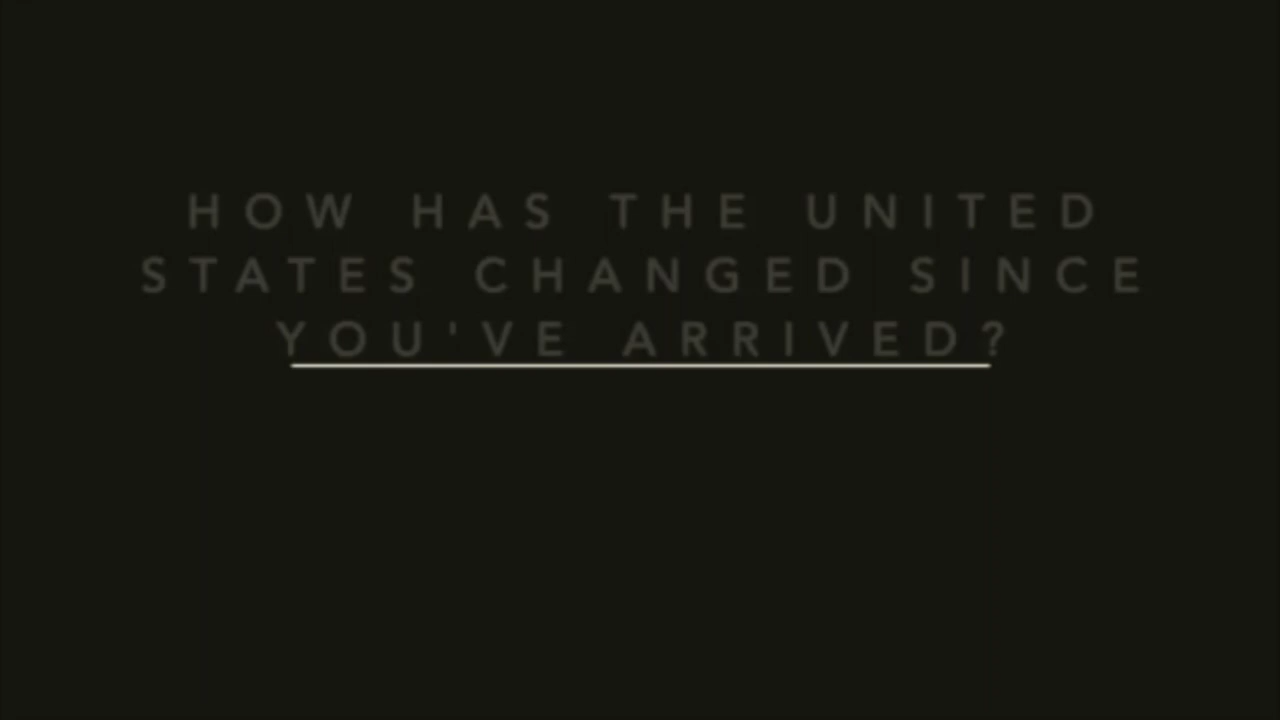 HOW HAS THE UNITED
STATES CHANGED SINCE
YOU'VE ARRIVED?